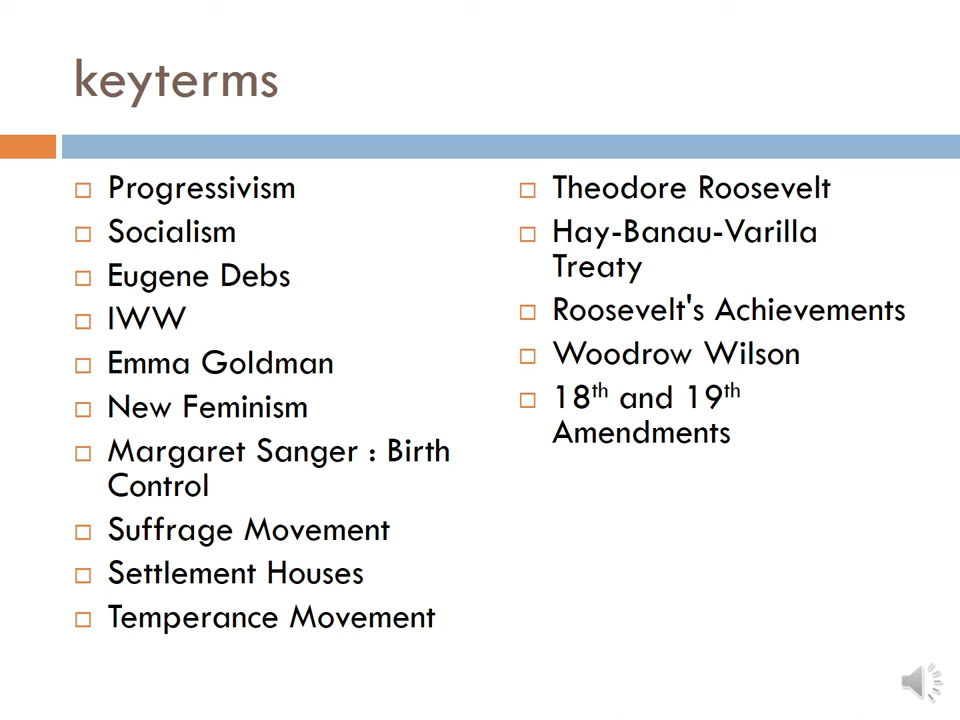 keyterms
Progressivism
Socialism
Eugene Debs
IWW
Emma Goldman
New Feminism
Margaret Sanger : Birth
Control
Suffrage Movement
Settlement Houses
Temperance Movement
Theodore Roosevelt
Hay-Banau-Varilla
Treaty
Roosevelt's Achievements
Woodrow Wilson
18th and 19th
Amendments